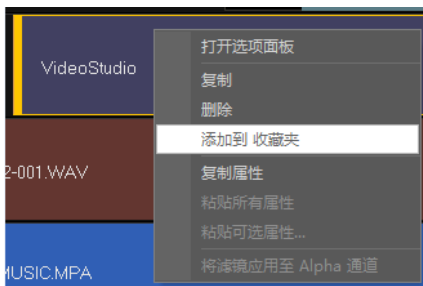 打开选项面板
VideoStudio
复制
删除
添加到 收藏夹
2-001.WAV
复制属性
粘贴所有属性
粘贴可选属性...
将滤镜应用至 Alpha 通道
MUSIC.MPA